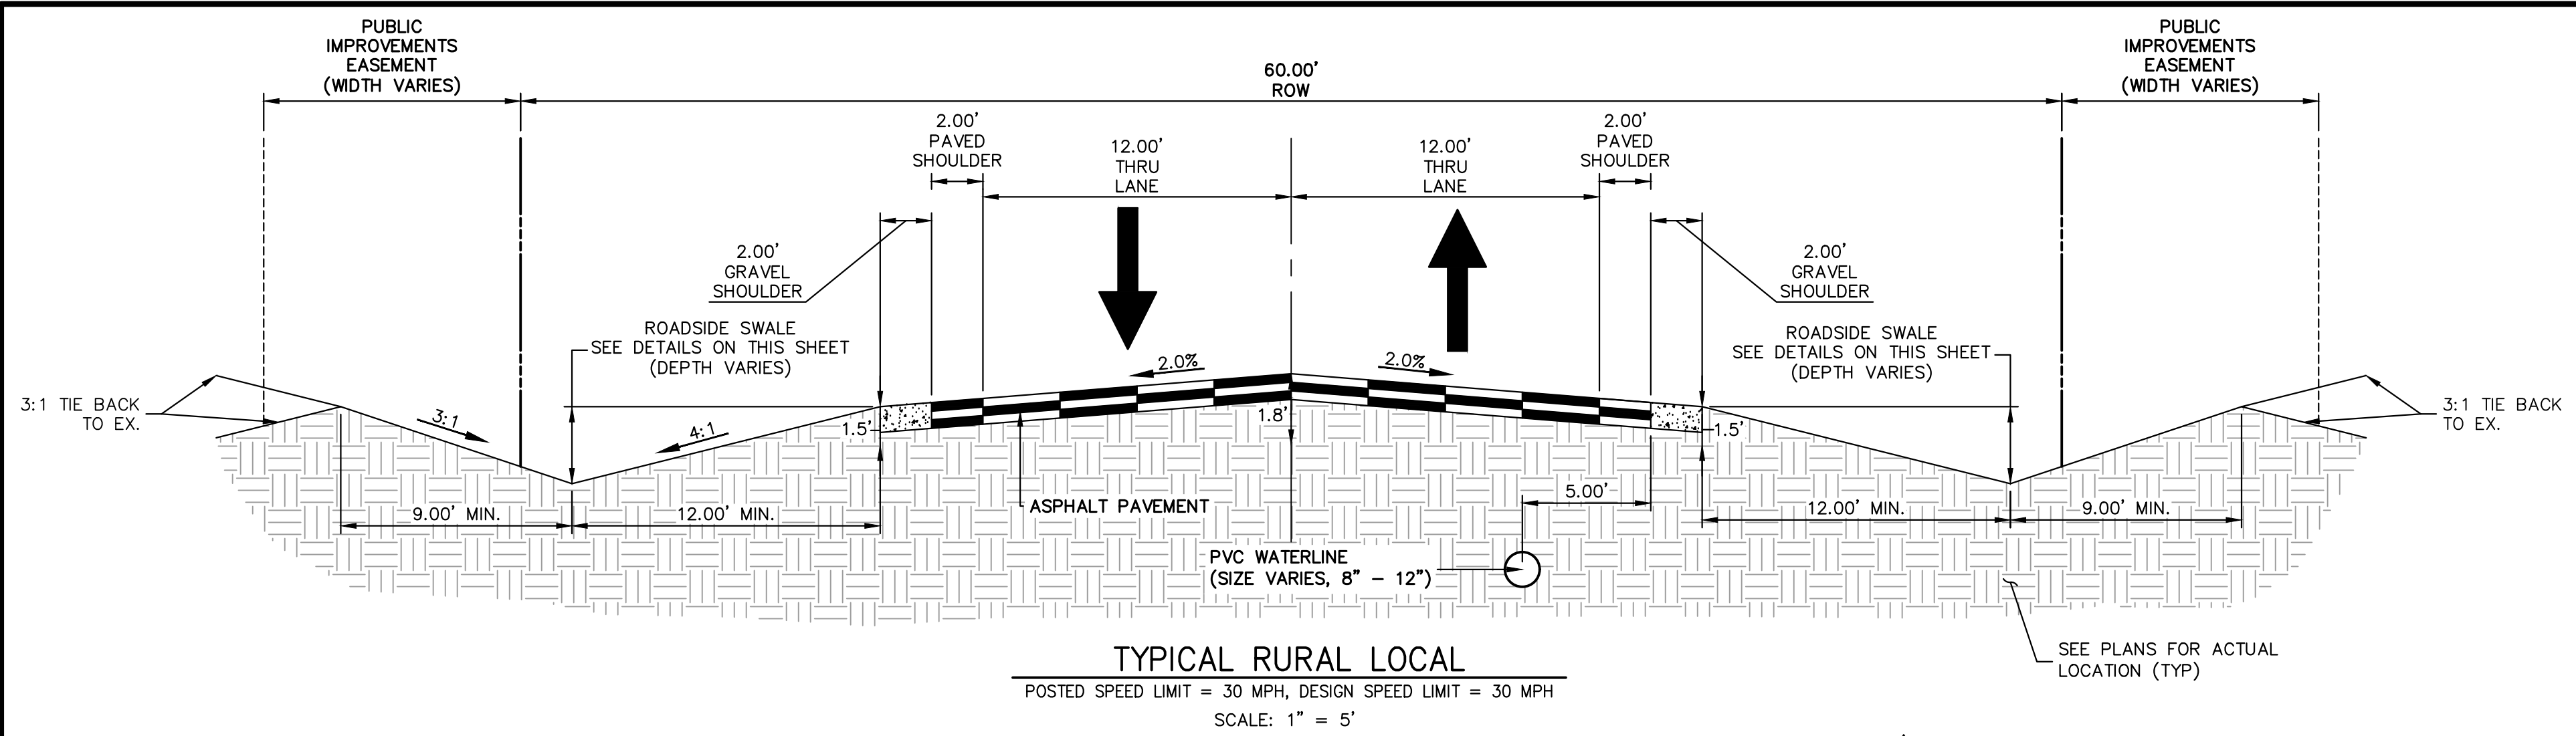 PUBLIC
IMPROVEMENTS
EASEMENT
(WIDTH VARIES)
60.00'
ROW
PUBLIC
IMPROVEMENTS
EASEMENT
(WIDTH VARIES)
2.00'
PAVED
SHOULDER
12.00'
THRU
LANE
12.00'
THRU
LANE
2.00'
PAVED
SHOULDER
2.00'
GRAVEL
SHOULDER
2.00'
GRAVEL
SHOULDER
ROADSIDE SWALE
SEE DETAILS ON THIS SHEET
(DEPTH VARIES)
2.0%
2.0%
ROADSIDE SWALE
SEE DETAILS ON THIS SHEET
(DEPTH VARIES)
3:1 TIE BACK
TO EX.
3:1
4:1
1.5'
1.8'
1.5'
3:1 TIE BACK
TO EX.
9.00' MIN.
12.00' MIN.
ASPHALT PAVEMENT
5.00'
12.00' MIN.
9.00' MIN.
PVC WATERLINE
(SIZE VARIES, 8" - 12")
SEE PLANS FOR ACTUAL
LOCATION (TYP)
TYPICAL RURAL LOCAL
POSTED SPEED LIMIT = 30 MPH, DESIGN SPEED LIMIT = 30 MPH
SCALE: 1" = 5'